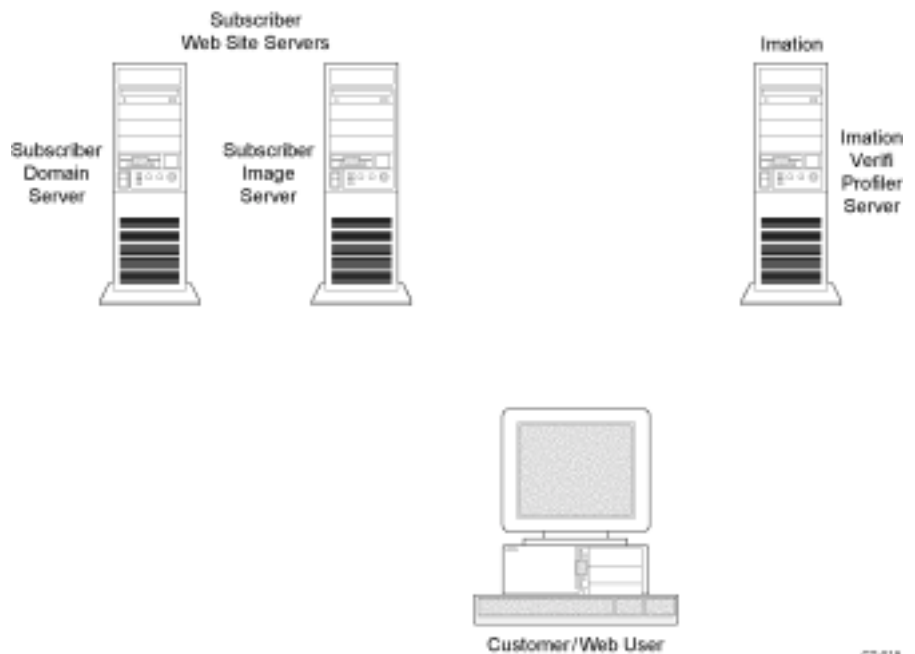 Subscriber
Web Site Servers
Imation
Subscriber
Domain
Server
Subscriber
Image
Server
Imation
Verifi
Profiler
Server
Customer/Web User